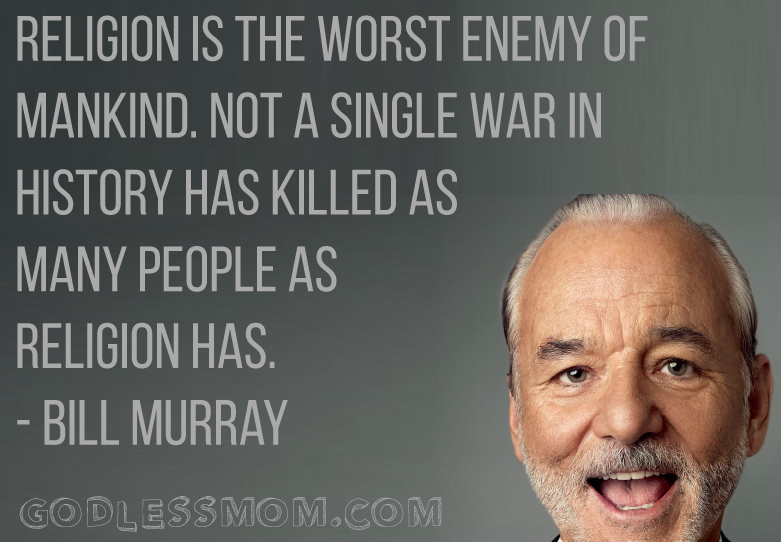 RELIGION IS THE WORST ENEMY OF
MANKIND. NOT A SINGLE WAR IN
HISTORY HAS KILLED AS
MANY PEOPLE AS
RELIGION HAS.
- BILL MURRAY
GODLESSMOM.COM